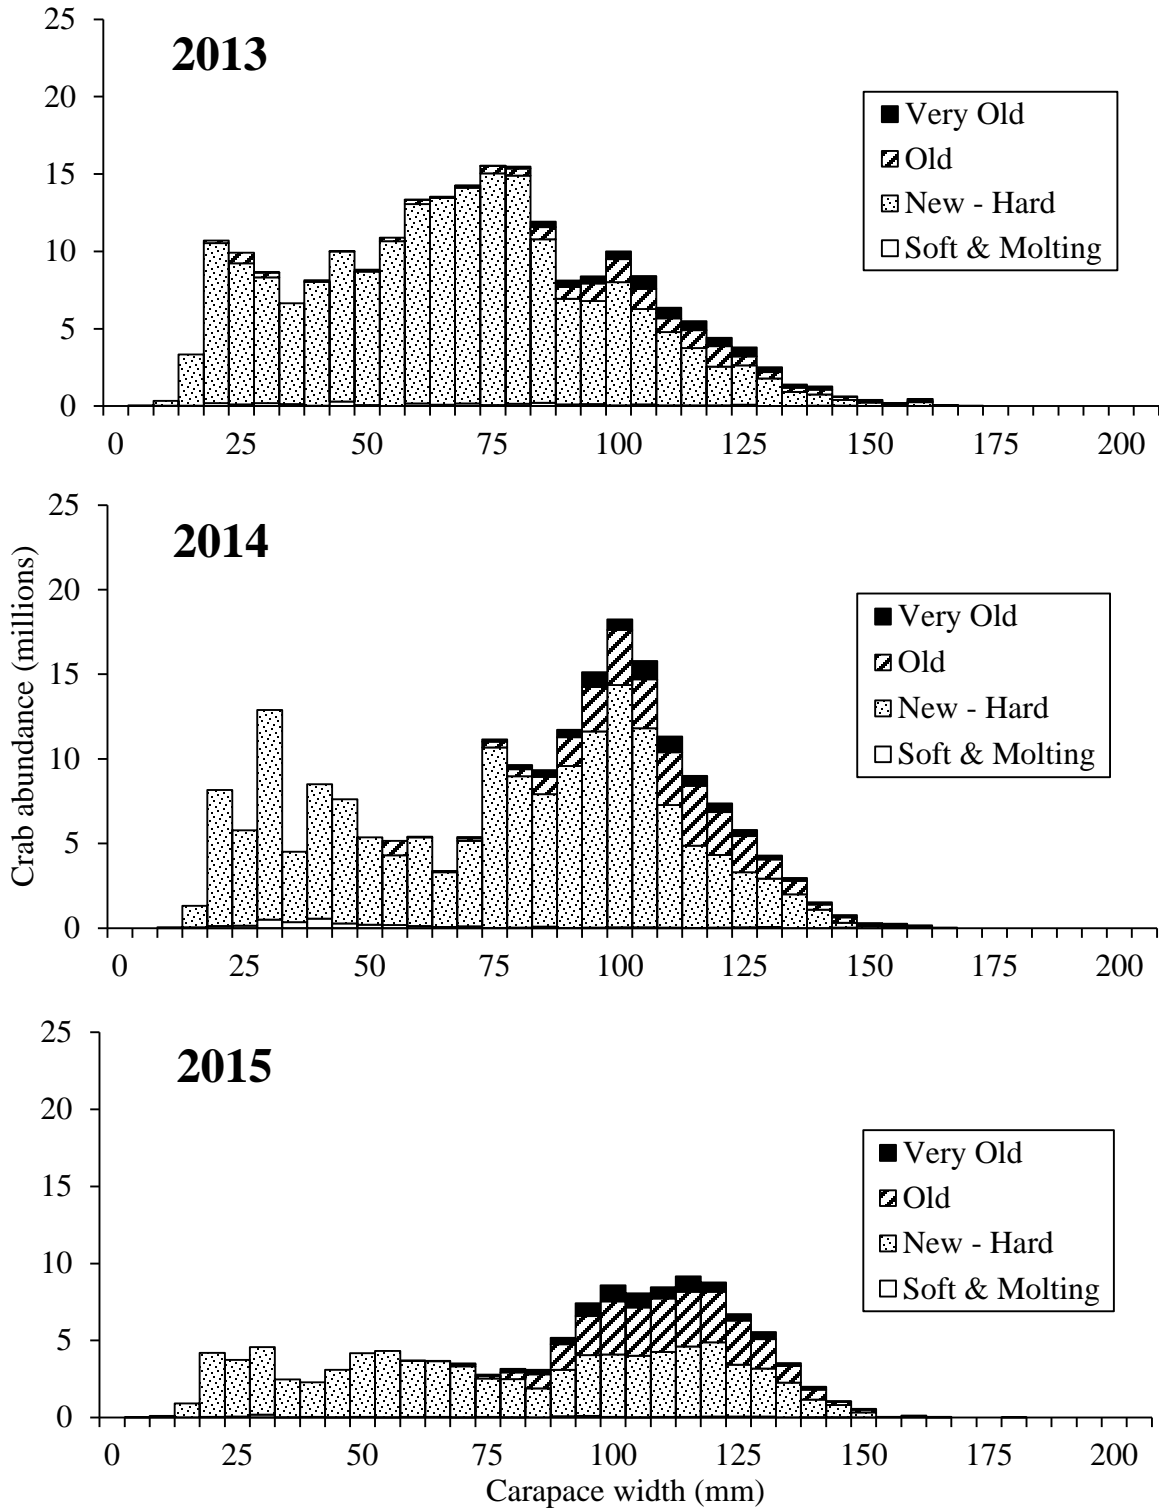 25
2013
20
15
10
5
0
Very Old
Old
New - Hard
Soft & Molting
0 25 50 75 100 125 150 175 200
Crab abundance (millions)
25
2014
20
15
10
5
0
Very Old
Old
New - Hard
Soft & Molting
0 25 50 75 100 125 150 175 200
25
2015
20
15
10
5
0
Very Old
Old
New - Hard
Soft & Molting
0 25 50 75 100 125 150 175 200
Carapace width (mm)